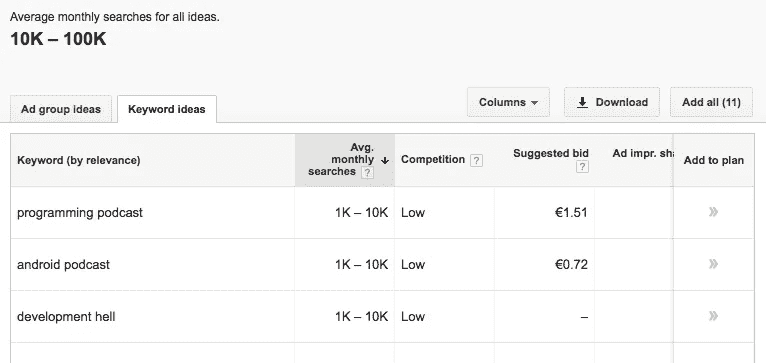 Average monthly searches for all ideas.
10K – 100K
Ad group ideas
Keyword ideas
Columns
Download
Add all (11)
Keyword (by relevance)
Avg.
monthly
searches ?
Competition ?
Suggested bid
?
Ad impr. sh
Add to plan
programming podcast 1K – 10K Low €1.51 »
android podcast 1K – 10K Low €0.72 »
development hell 1K – 10K Low – »